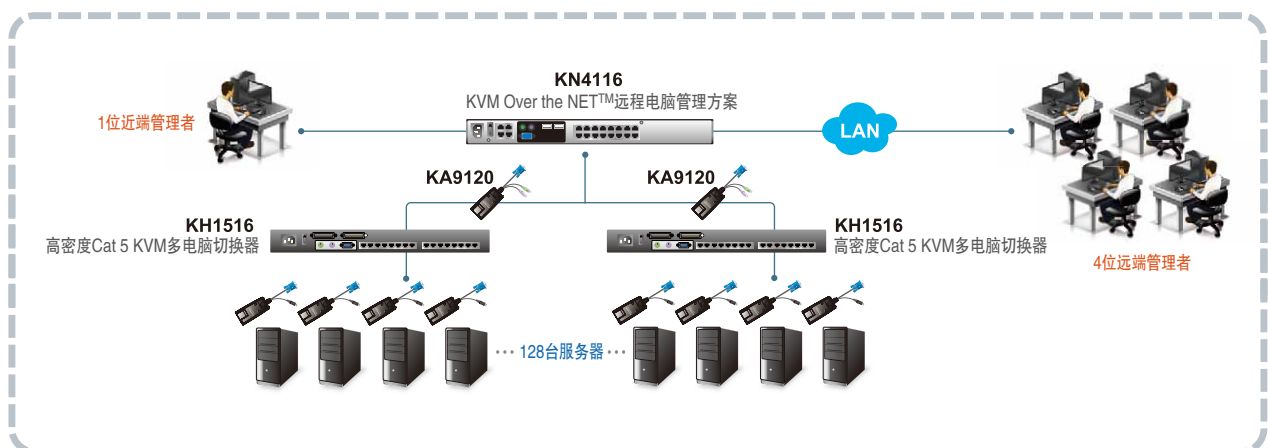 KN4116
KVM Over the NET™远程电脑管理方案
1位近端管理者
LAN
KA9120
KA9120
KH1516
高密度Cat 5 KVM多电脑切换器
KH1516
高密度Cat 5 KVM多电脑切换器
4位远端管理者
··· 128台服务器 ···